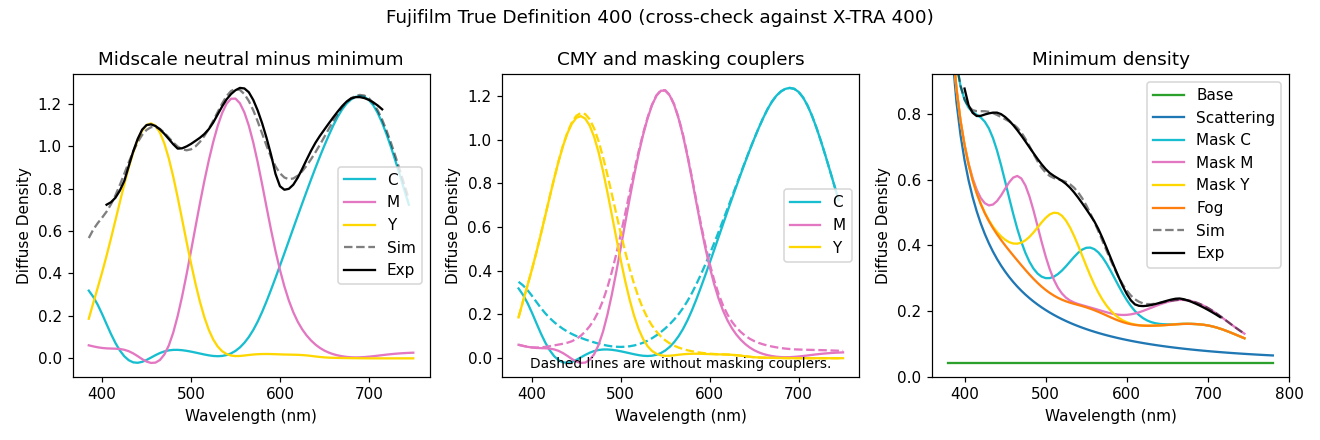 Fujifilm True Definition 400 (cross-check against X-TRA 400)
Midscale neutral minus minimum
Diffuse Density
1.2
1.0
0.8
0.6
0.4
0.2
0.0
C
M
Y
Sim
Exp
400 500 600 700
Wavelength (nm)
CMY and masking couplers
Diffuse Density
1.2
1.0
0.8
0.6
0.4
0.2
0.0
C
M
Y
Dashed lines are without masking couplers.
400 500 600 700
Wavelength (nm)
Minimum density
Diffuse Density
0.8
0.6
0.4
0.2
0.0
Base
Scattering
Mask C
Mask M
Mask Y
Fog
Sim
Exp
400 500 600 700 800
Wavelength (nm)